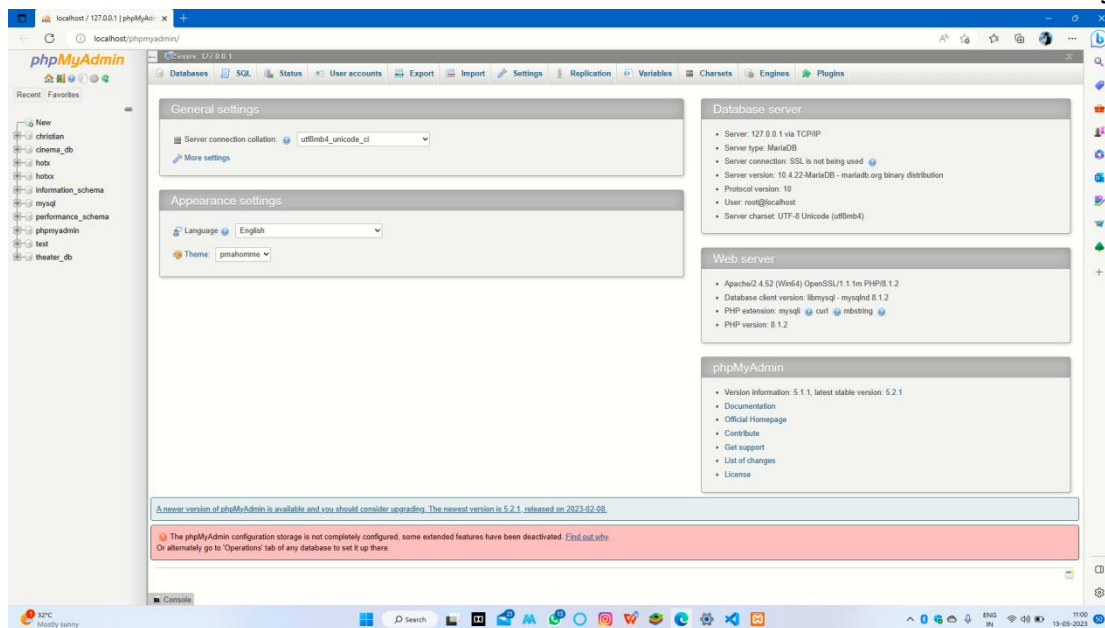 localhost / 127.0.0.1 | phpMyAdi
localhost/phpmyadmin/
phpMyAdmin
Recent Favorites
New
christian
cinema_db
hotx
hotxx
information_schema
mysql
performance_schema
phpmyadmin
test
theater_db
Server: 127.0.0.1
Databases SQL Status User accounts Export Import Settings Replication Variables Charsets Engines Plugins
General settings
Server connection collation: utf8mb4_unicode_ci
More settings
Appearance settings
Language English
Theme: pmahomme
Database server
Server: 127.0.0.1 via TCP/IP
Server type: MariaDB
Server connection: SSL is not being used
Server version: 10.4.22-MariaDB - mariadb.org binary distribution
Protocol version: 10
User: root@localhost
Server charset: UTF-8 Unicode (utf8mb4)
Web server
Apache/2.4.52 (Win64) OpenSSL/1.1.1m PHP/8.1.2
Database client version: libmysql - mysqlnd 8.1.2
PHP extension: mysqli curl mbstring
PHP version: 8.1.2
phpMyAdmin
Version information: 5.1.1, latest stable version: 5.2.1
Documentation
Official Homepage
Contribute
Get support
List of changes
License
A newer version of phpMyAdmin is available and you should consider upgrading. The newest version is 5.2.1, released on 2023-02-08.
The phpMyAdmin configuration storage is not completely configured, some extended features have been deactivated. Find out why.
Or alternately go to 'Operations' tab of any database to set it up there.
Console
32°C
Mostly sunny
Search
ENG
IN
11:00
13-05-2023